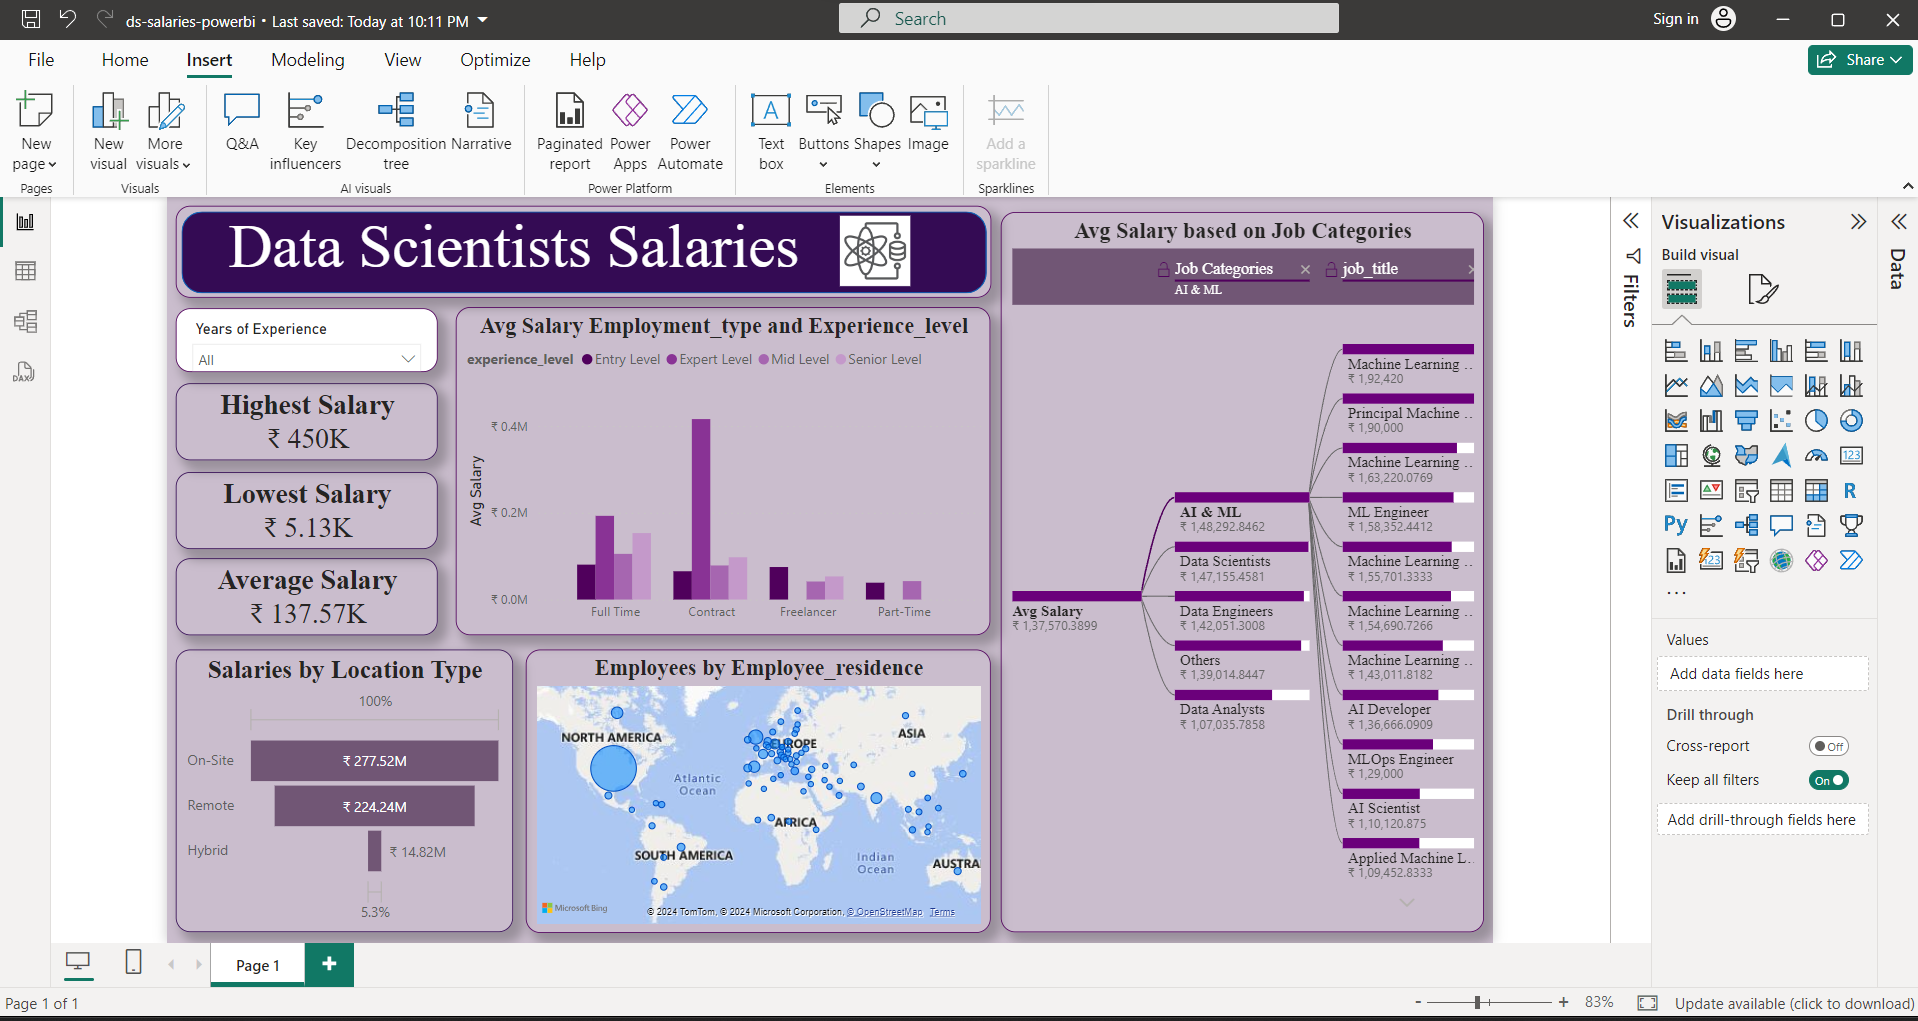 ds-salaries-powerbi • Last saved: Today at 10:11 PM
Search
Sign in
File
Home
Insert
Modeling
View
Optimize
Help
Share
New page
New visual
More visuals
Q&A
Key influencers
Decomposition tree
Narrative
Paginated report
Power Apps
Power Automate
Text box
Buttons
Shapes
Image
Add a sparkline
Pages
Visuals
AI visuals
Power Platform
Elements
Sparklines
DAX
Data Scientists Salaries
Years of Experience
All
Highest Salary
₹ 450K
Lowest Salary
₹ 5.13K
Average Salary
₹ 137.57K
Avg Salary Employment_type and Experience_level
experience_level
Entry Level
Expert Level
Mid Level
Senior Level
Avg Salary
₹ 0.4M
₹ 0.2M
₹ 0.0M
Full Time
Contract
Freelancer
Part-Time
Salaries by Location Type
100%
On-Site
₹ 277.52M
Remote
₹ 224.24M
Hybrid
₹ 14.82M
5.3%
Employees by Employee_residence
NORTH AMERICA
EUROPE
ASIA
Atlantic
Ocean
AFRICA
SOUTH AMERICA
Indian
Ocean
AUSTRA
Microsoft Bing
© 2024 TomTom, © 2024 Microsoft Corporation, © OpenStreetMap Terms
Avg Salary based on Job Categories
Job Categories
AI & ML
job_title
Avg Salary
₹ 1,37,570.3899
AI & ML
₹ 1,48,292.8462
Data Scientists
₹ 1,47,155.4581
Data Engineers
₹ 1,42,051.3008
Others
₹ 1,39,014.8447
Data Analysts
₹ 1,07,035.7858
Machine Learning …
₹ 1,92,420
Principal Machine …
₹ 1,90,000
Machine Learning …
₹ 1,63,220.0769
ML Engineer
₹ 1,58,352.4412
Machine Learning …
₹ 1,55,701.3333
Machine Learning …
₹ 1,54,690.7266
Machine Learning …
₹ 1,43,011.8182
AI Developer
₹ 1,36,666.0909
MLOps Engineer
₹ 1,29,000
AI Scientist
₹ 1,10,120.875
Applied Machine L…
₹ 1,09,452.8333
Filters
Visualizations
Build visual
123
R
Py
123
...
Values
Add data fields here
Drill through
Cross-report
Off
Keep all filters
On
Add drill-through fields here
Data
Page 1
Page 1 of 1
- + 83%
Update available (click to download)